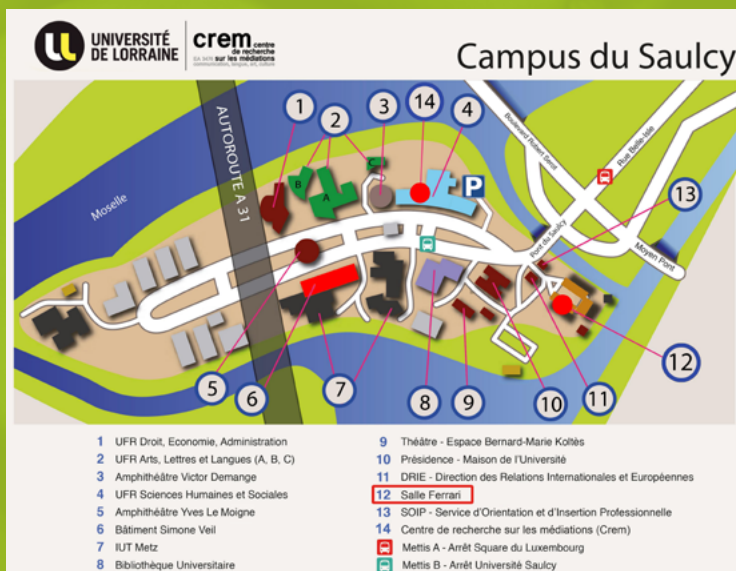 UNIVERSITÉ
DE LORRAINE
crem centre
de recherche
sur les médiations
communication, langue, art, culture
Campus du Saulcy
1
2
3
14
4
AUTOROUTE A 31
Moselle
B
A
C
P
Boulevard Robert Serot
Rue Belle-Isle
Pont du Saulcy
Moyen Pont
13
5
6
7
8
9
10
11
12
1 UFR Droit, Economie, Administration
2 UFR Arts, Lettres et Langues (A, B, C)
3 Amphithéâtre Victor Demange
4 UFR Sciences Humaines et Sociales
5 Amphithéâtre Yves Le Moigne
6 Bâtiment Simone Veil
7 IUT Metz
8 Bibliothèque Universitaire
9 Théâtre - Espace Bernard-Marie Koltès
10 Présidence - Maison de l'Université
11 DRIE - Direction des Relations Internationales et Européennes
12 Salle Ferrari
13 SOIP - Service d'Orientation et d'Insertion Professionelle
14 Centre de recherche sur les médiations (Crem)
Mettis A - Arrêt Square du Luxembourg
Mettis B - Arrêt Université Saulcy